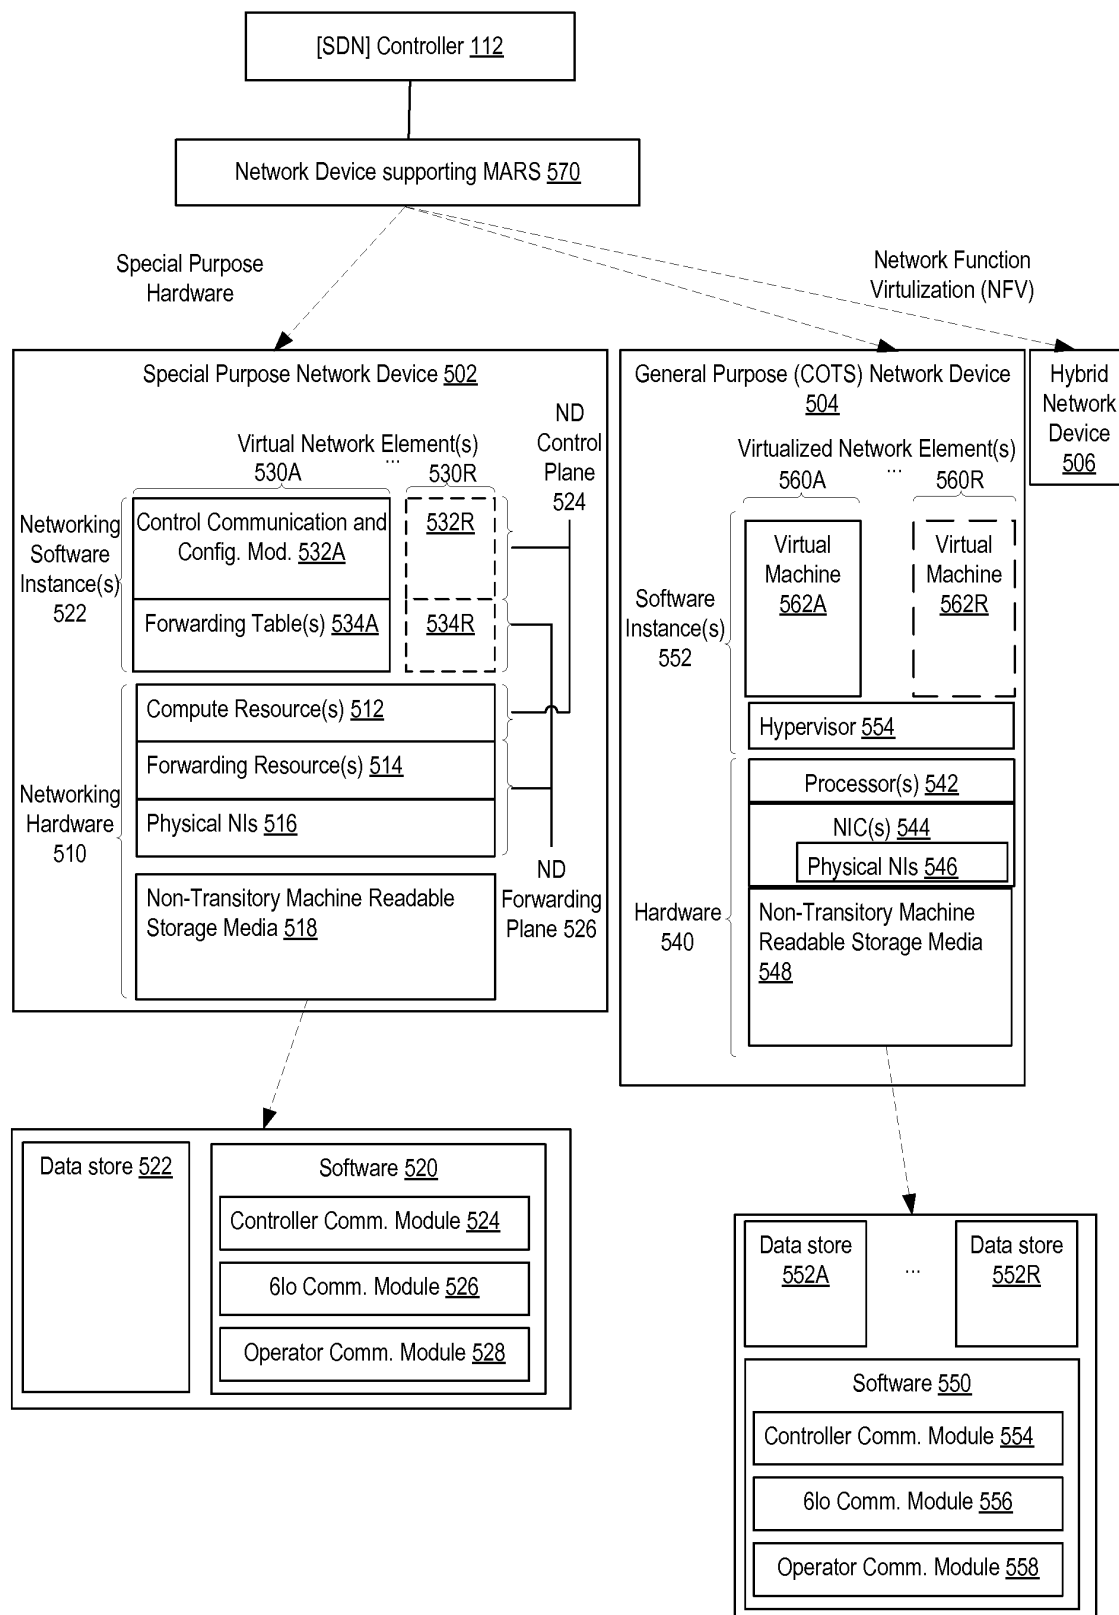 [SDN] Controller 112
Network Device supporting MARS 570
Special Purpose
Hardware
Network Function
Virtulization (NFV)
Special Purpose Network Device 502
Virtual Network Element(s)
...
530A
530R
ND
Control
Plane
524
Networking
Software
Instance(s)
522
Control Communication and
Config. Mod. 532A
532R
Forwarding Table(s) 534A
534R
Networking
Hardware
510
Compute Resource(s) 512
Forwarding Resource(s) 514
Physical NIs 516
ND
Forwarding
Plane 526
Non-Transitory Machine Readable
Storage Media 518
General Purpose (COTS) Network Device
504
Virtualized Network Element(s)
560A
...
560R
Software
Instance(s)
552
Virtual
Machine
562A
Virtual
Machine
562R
Hypervisor 554
Hardware
540
Processor(s) 542
NIC(s) 544
Physical NIs 546
Non-Transitory Machine
Readable Storage Media
548
Hybrid
Network
Device
506
Data store 522
Software 520
Controller Comm. Module 524
6lo Comm. Module 526
Operator Comm. Module 528
Data store
552A
...
Data store
552R
Software 550
Controller Comm. Module 554
6lo Comm. Module 556
Operator Comm. Module 558